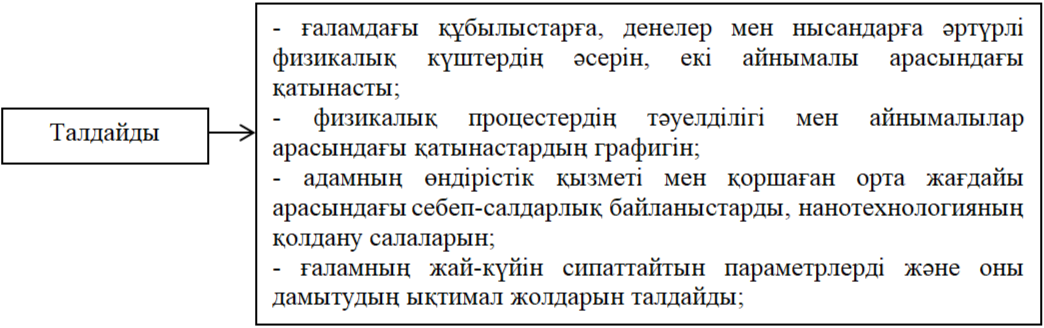 Талдайды
- ғаламдағы құбылыстарға, денелер мен нысандарға әртүрлі
физикалық күштердің әсерін, екі айнымалы арасындағы
қатынасты;
- физикалық процестердің тәуелділігі мен айнымалылар
арасындағы қатынастардың графигін;
- адамның өндірістік қызметі мен қоршаған орта жағдайы
арасындағы себеп-салдарлық байланыстарды, нанотехнологияның
қолдану салаларын;
- ғаламның жай-күйін сипаттайтын параметрлерді және оны
дамытудың ықтимал жолдарын талдайды;